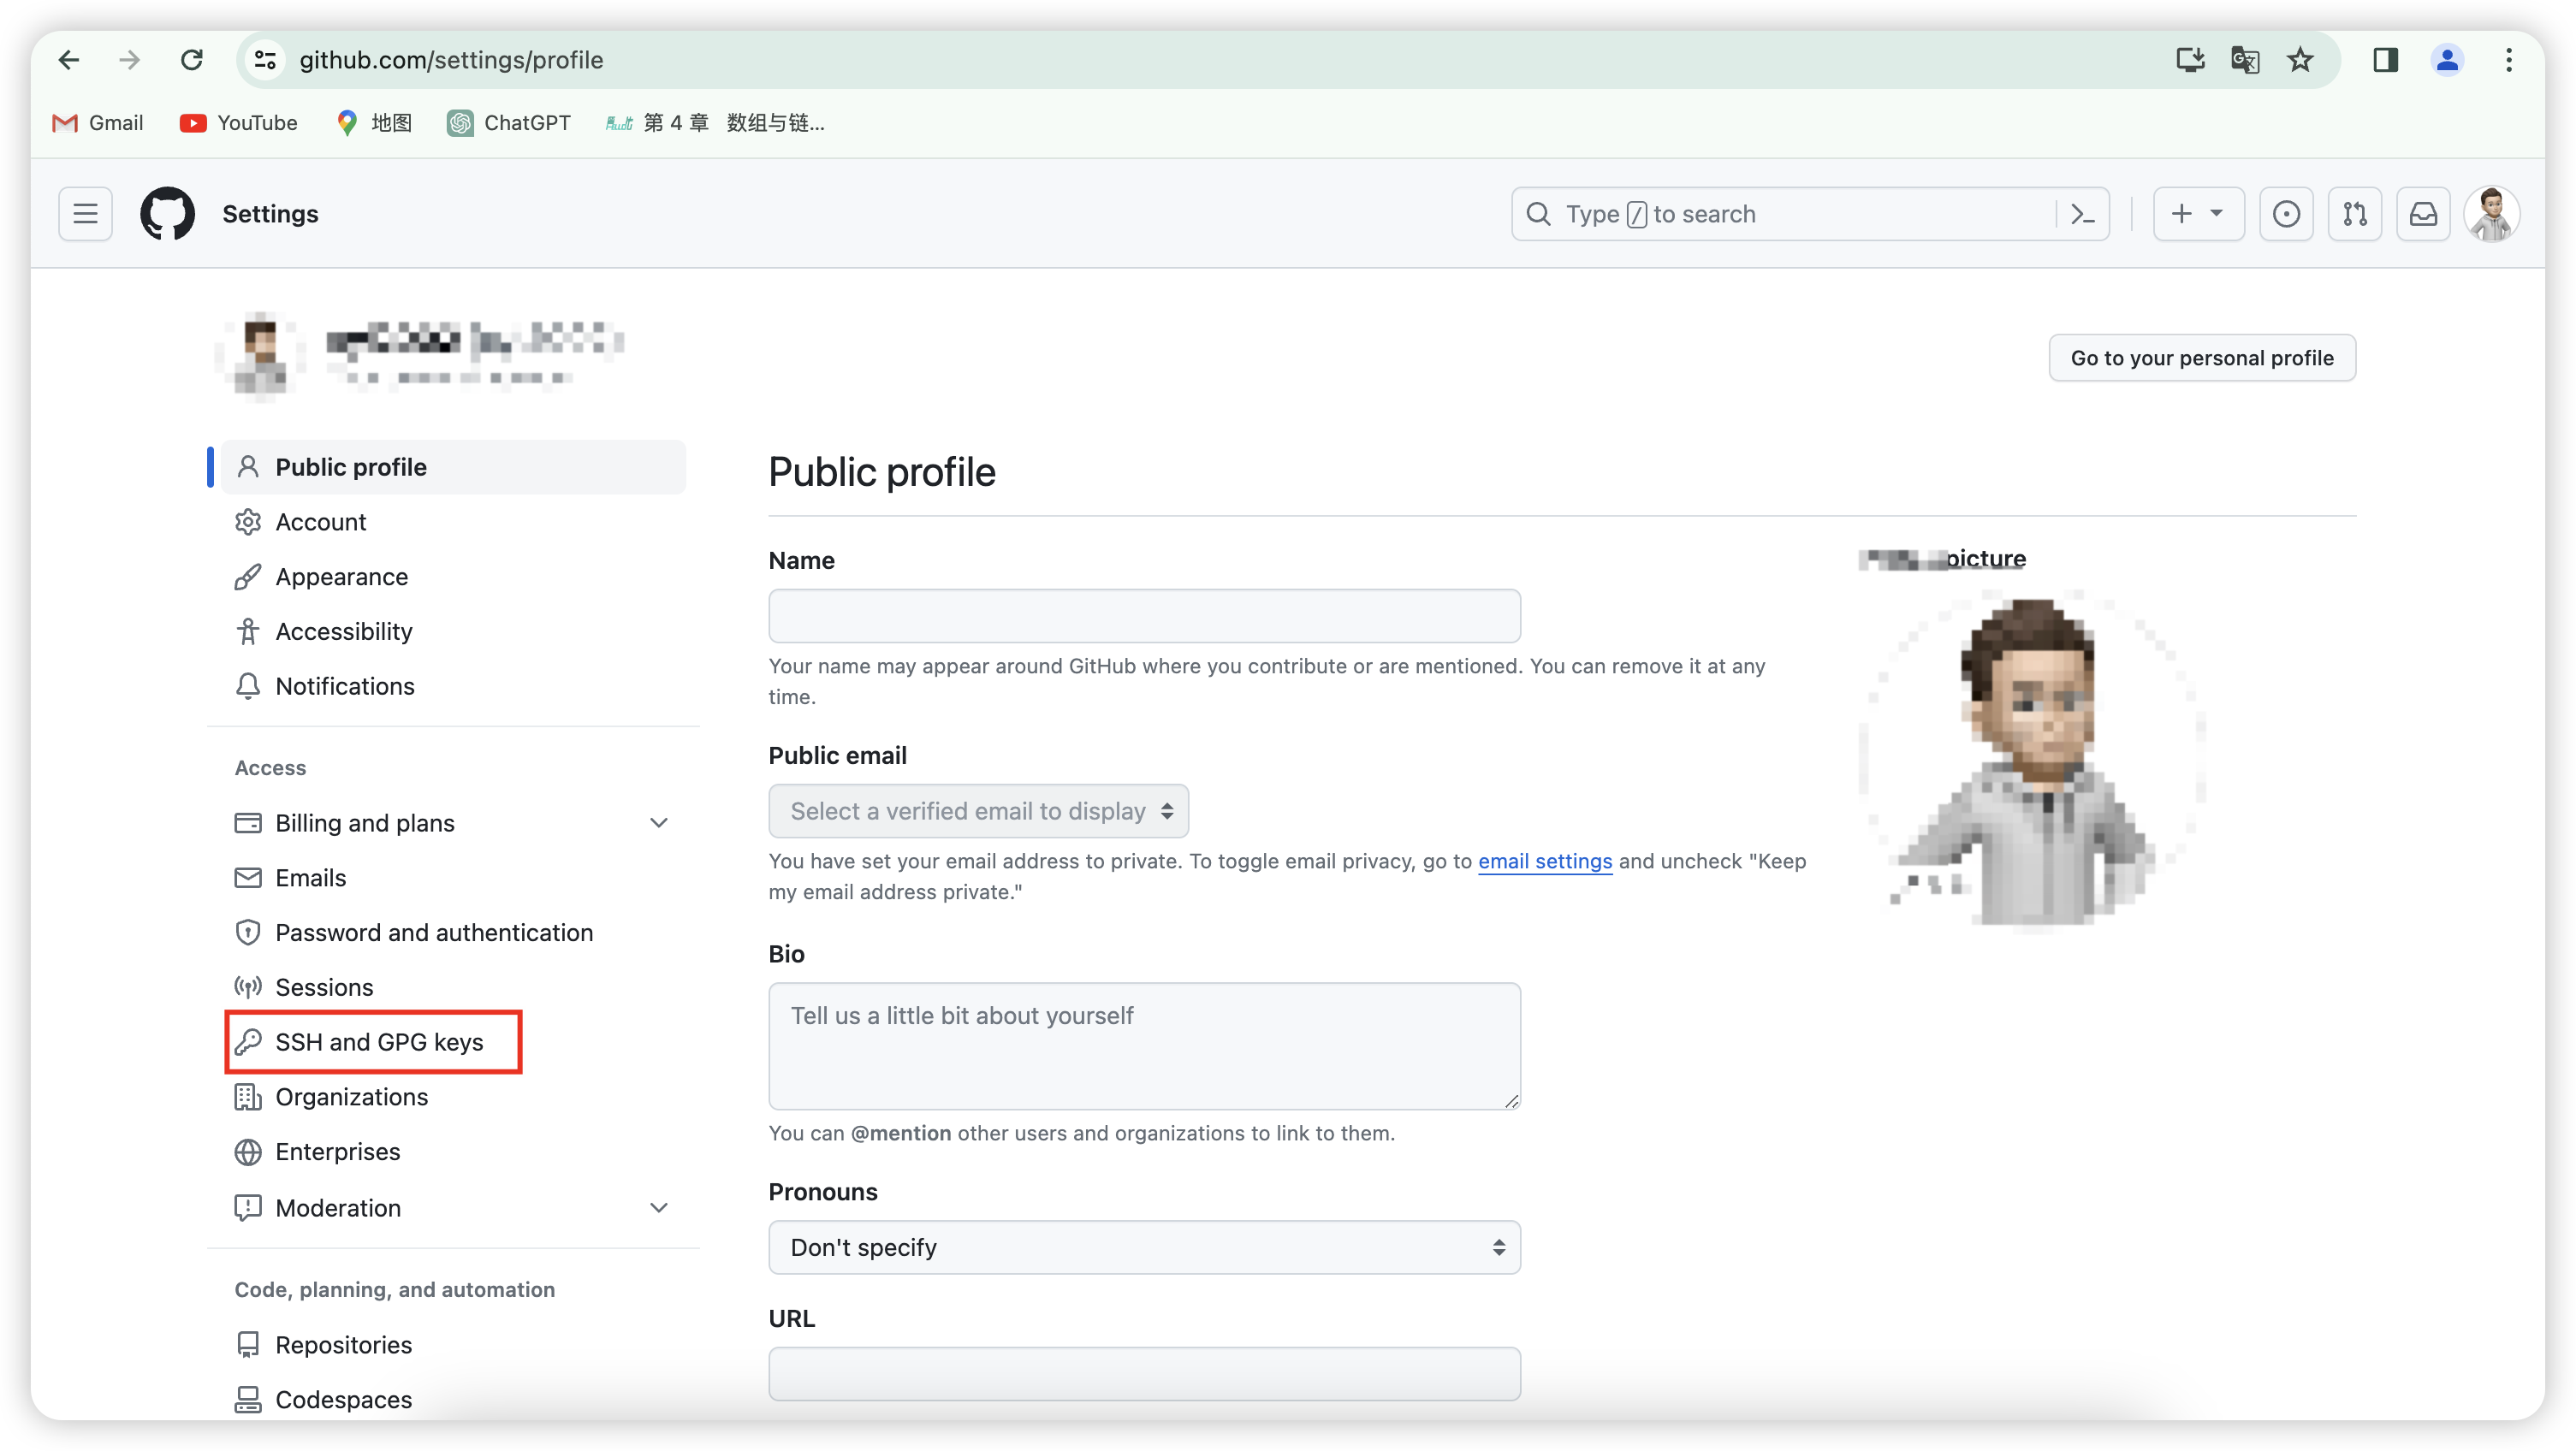 github.com/settings/profile
Gmail YouTube 地图 ChatGPT 第 4 章 数组与链...
Settings
Type / to search
Go to your personal profile
Public profile
Account
Appearance
Accessibility
Notifications
Access
Billing and plans
Emails
Password and authentication
Sessions
SSH and GPG keys
Organizations
Enterprises
Moderation
Code, planning, and automation
Repositories
Codespaces
Public profile
Name
Your name may appear around GitHub where you contribute or are mentioned. You can remove it at any
time.
Public email
Select a verified email to display
You have set your email address to private. To toggle email privacy, go to email settings and uncheck "Keep
my email address private."
Bio
Tell us a little bit about yourself
You can @mention other users and organizations to link to them.
Pronouns
Don't specify
URL
picture